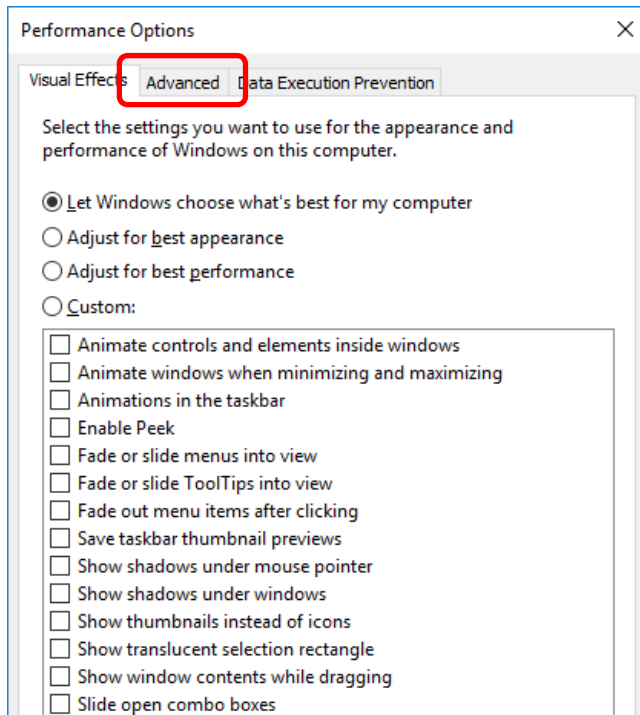 Performance Options
Visual Effects Advanced Data Execution Prevention
Select the settings you want to use for the appearance and
performance of Windows on this computer.
Let Windows choose what's best for my computer
Adjust for best appearance
Adjust for best performance
Custom:
Animate controls and elements inside windows
Animate windows when minimizing and maximizing
Animations in the taskbar
Enable Peek
Fade or slide menus into view
Fade or slide ToolTips into view
Fade out menu items after clicking
Save taskbar thumbnail previews
Show shadows under mouse pointer
Show shadows under windows
Show thumbnails instead of icons
Show translucent selection rectangle
Show window contents while dragging
Slide open combo boxes